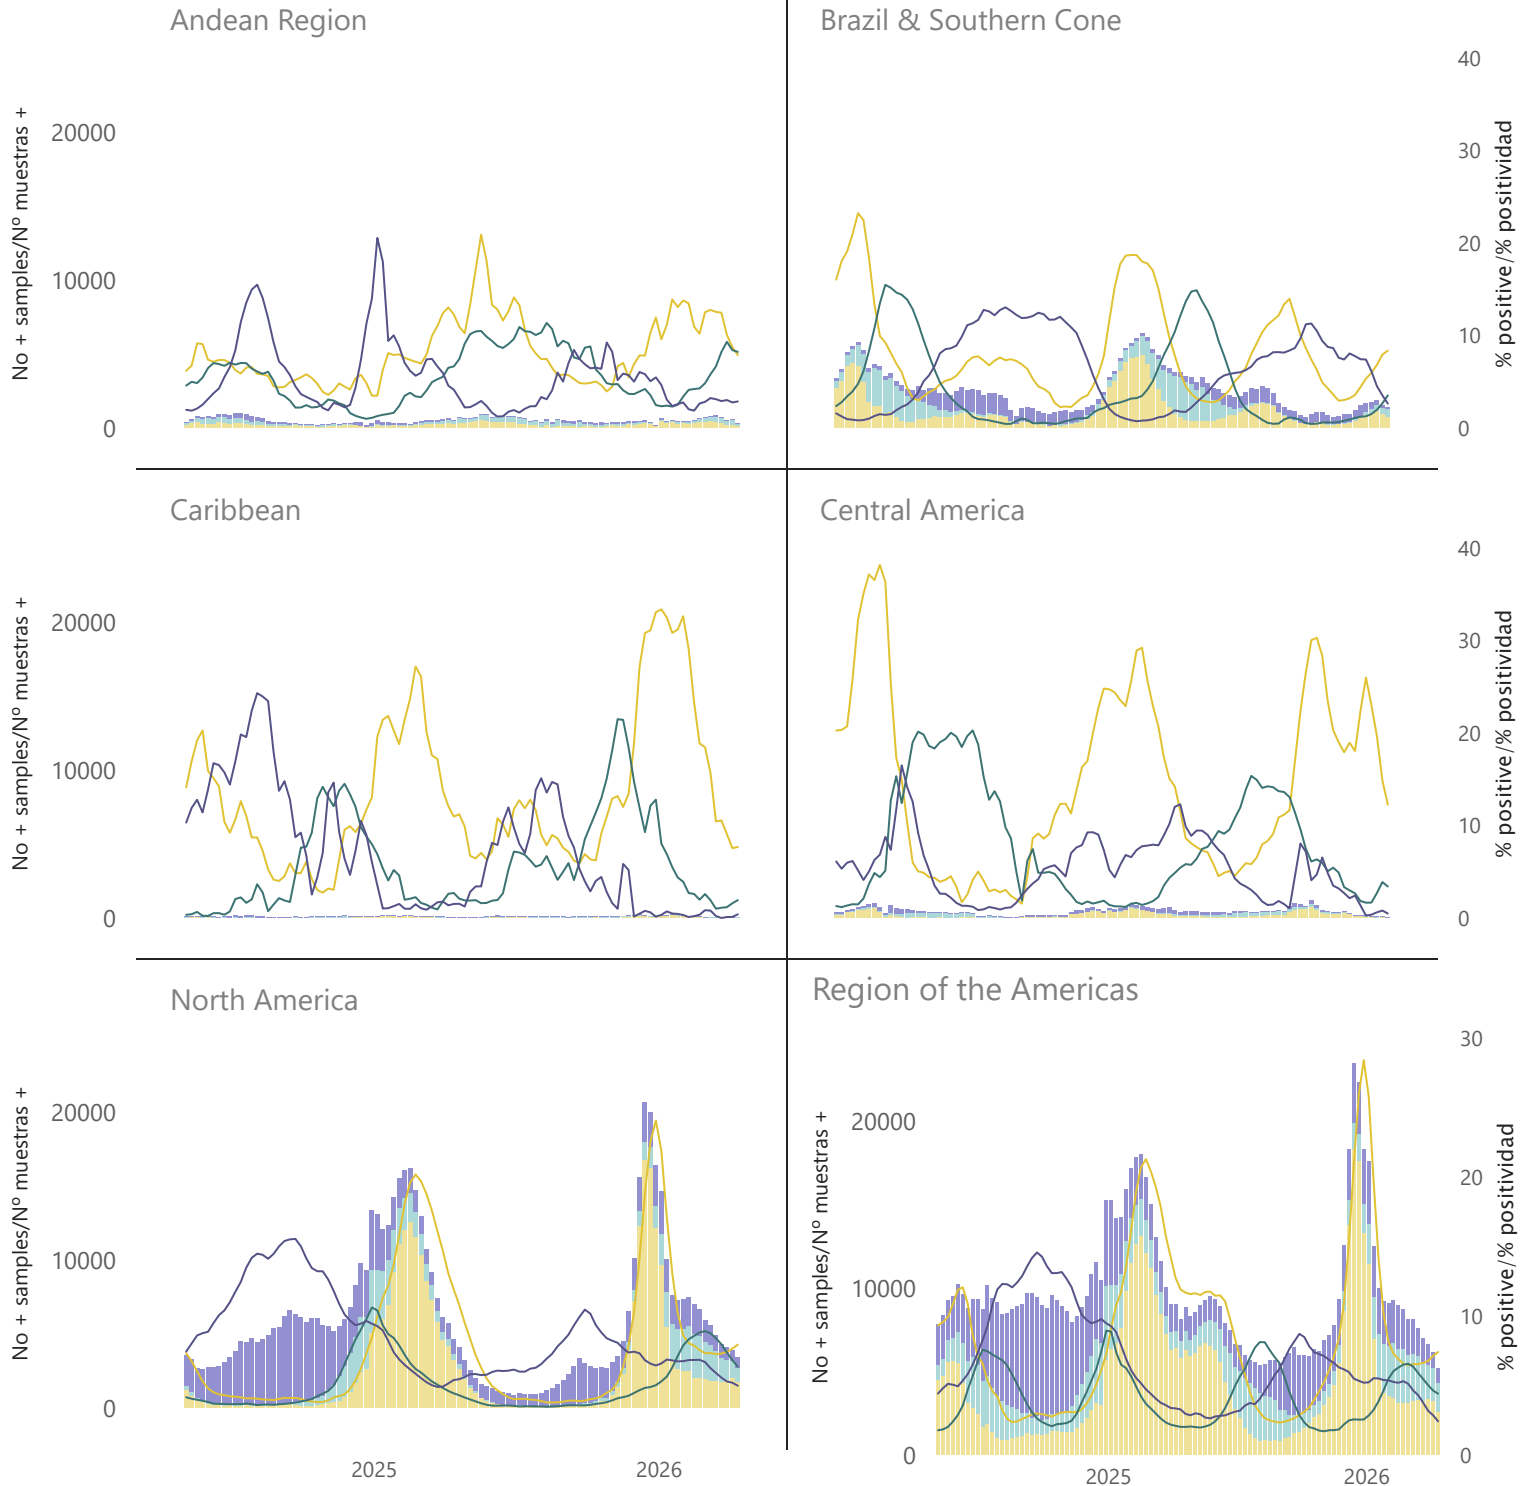 Andean Region
Brazil & Southern Cone
No + samples/Nº muestras +
20000
10000
0
40
30
20
10
0
% positive/% positividad
Caribbean
Central America
No + samples/Nº muestras +
20000
10000
0
40
30
20
10
0
% positive/% positividad
North America
Region of the Americas
No + samples/Nº muestras +
20000
10000
0
2025
2026
No + samples/Nº muestras +
20000
10000
0
30
20
10
0
% positive/% positividad
2025
2026